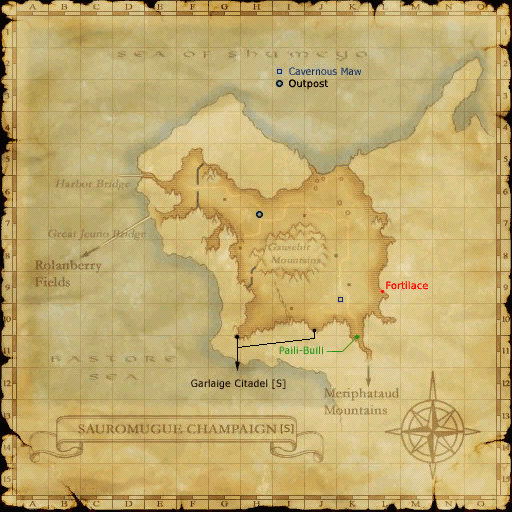 A B C D E F G H I J K L M N O
SEA OF SHUMEYO
Cavernous Maw
Outpost
Harbor Bridge
Great Jeuno Bridge
Rolanberry
Fields
Gausebit
Mountains
Fortilace
Paili-Buili
BASTORE
SEA
Garlaige Citadel [S]
Meriphataud
Mountains
SAUROMUGUE CHAMPAIGN[S]
1
2
3
4
5
6
7
8
9
10
11
12
13
14
15
A B C D E F G H I J K L M N O